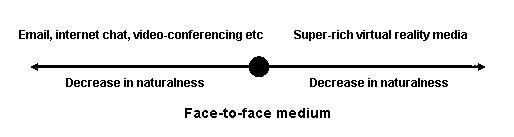 Email, internet chat, video-conferencing etc Super-rich virtual reality media
Decrease in naturalness Decrease in naturalness
Face-to-face medium